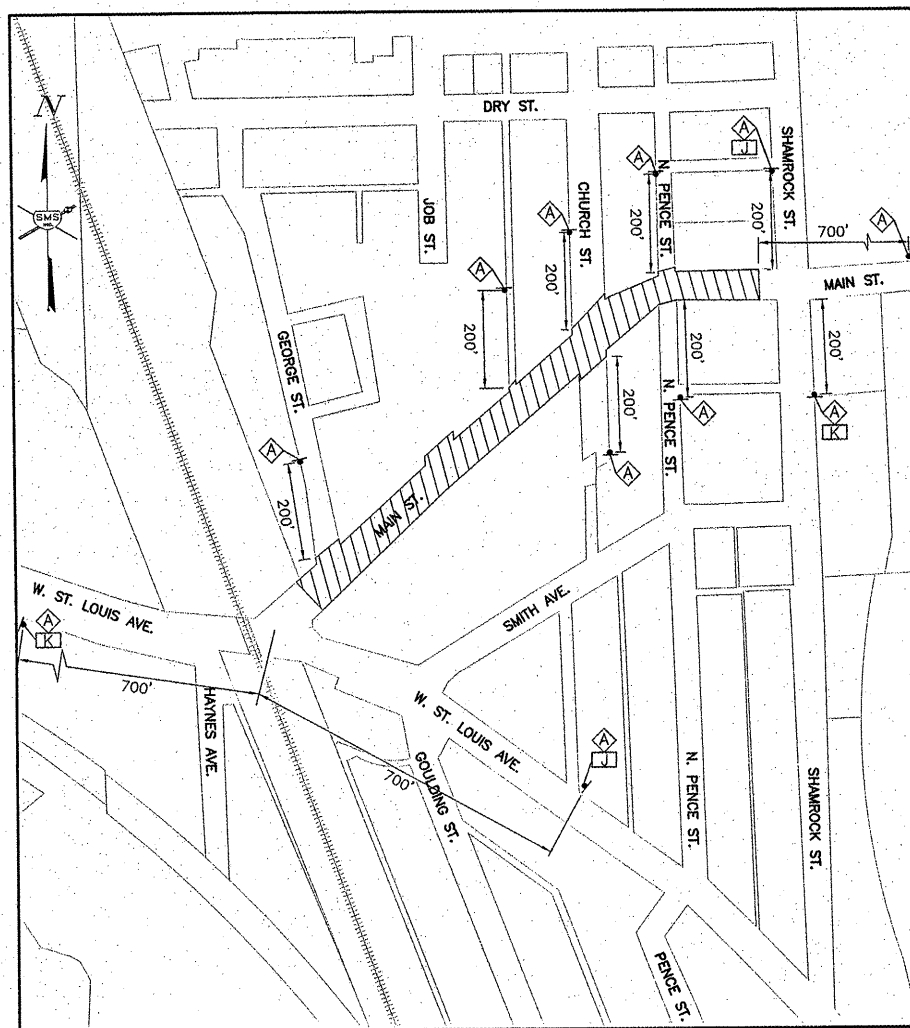 N
SMS
DRY ST.
SHAMROCK ST.
A
J
A
N. PENCE ST.
A
CHURCH ST.
A
JOB ST.
A
200'
200'
200'
700'
MAIN ST.
200'
200'
200'
200'
GEORGE ST.
N. PENCE ST.
A
A
K
A
A
200'
MAIN ST.
W. ST. LOUIS AVE.
SMITH AVE.
A
K
700'
HAYNES AVE.
W. ST. LOUIS AVE.
A
J
700'
GOULDING ST.
N. PENCE ST.
SHAMROCK ST.
PENCE ST.